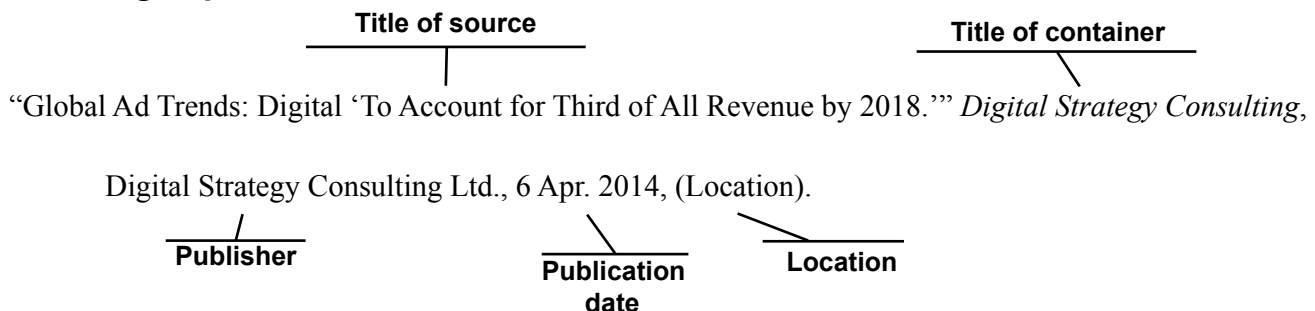 Title of source
Title of container
“Global Ad Trends: Digital ‘To Account for Third of All Revenue by 2018.’” Digital Strategy Consulting,
Digital Strategy Consulting Ltd., 6 Apr. 2014, (Location).
Publisher
Publication
date
Location